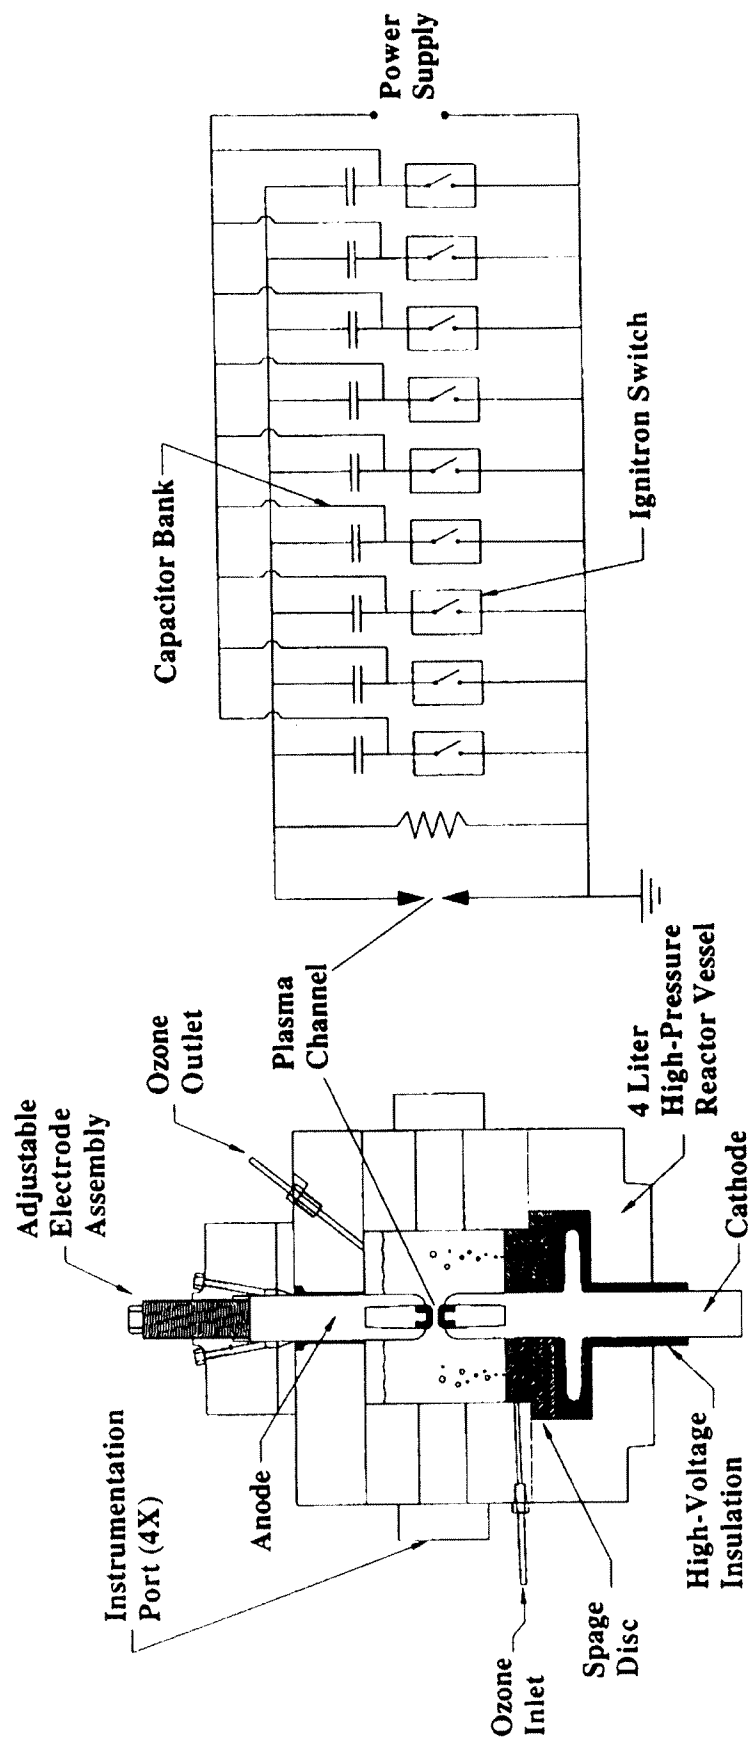 Adjustable
Electrode
Assembly
Ozone
Outlet
Instrumentation
Port (4X)
Anode
Plasma
Channel
Ozone
Inlet
Spage
Disc
High-Voltage
Insulation
Cathode
4 Liter
High-Pressure
Reactor Vessel
Capacitor Bank
Ignitron Switch
Power
Supply